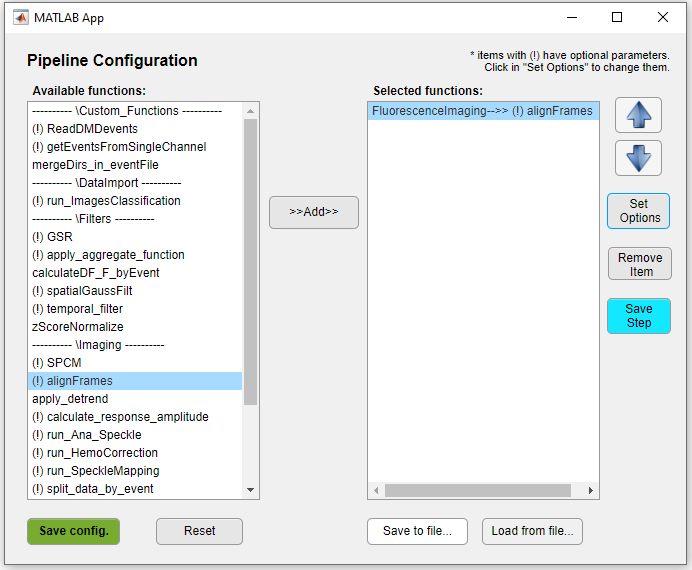 MATLAB App
Pipeline Configuration
* items with (!) have optional parameters.
Click in "Set Options" to change them.
Available functions:
---------- \Custom_Functions ----------
(!) ReadDMDevents
(!) getEventsFromSingleChannel
mergeDirs_in_eventFile
---------- \DataImport ----------
(!) run_ImagesClassification
---------- \Filters ----------
(!) GSR
(!) apply_aggregate_function
calculateDF_F_byEvent
(!) spatialGaussFilt
(!) temporal_filter
zScoreNormalize
---------- \Imaging ----------
(!) SPCM
(!) alignFrames
apply_detrend
(!) calculate_response_amplitude
(!) run_Ana_Speckle
(!) run_HemoCorrection
(!) run_SpeckleMapping
(!) split_data_by_event
>>Add>>
Selected functions:
FluorescenceImaging-->> (!) alignFrames
Set
Options
Remove
Item
Save
Step
Save config.
Reset
Save to file...
Load from file...